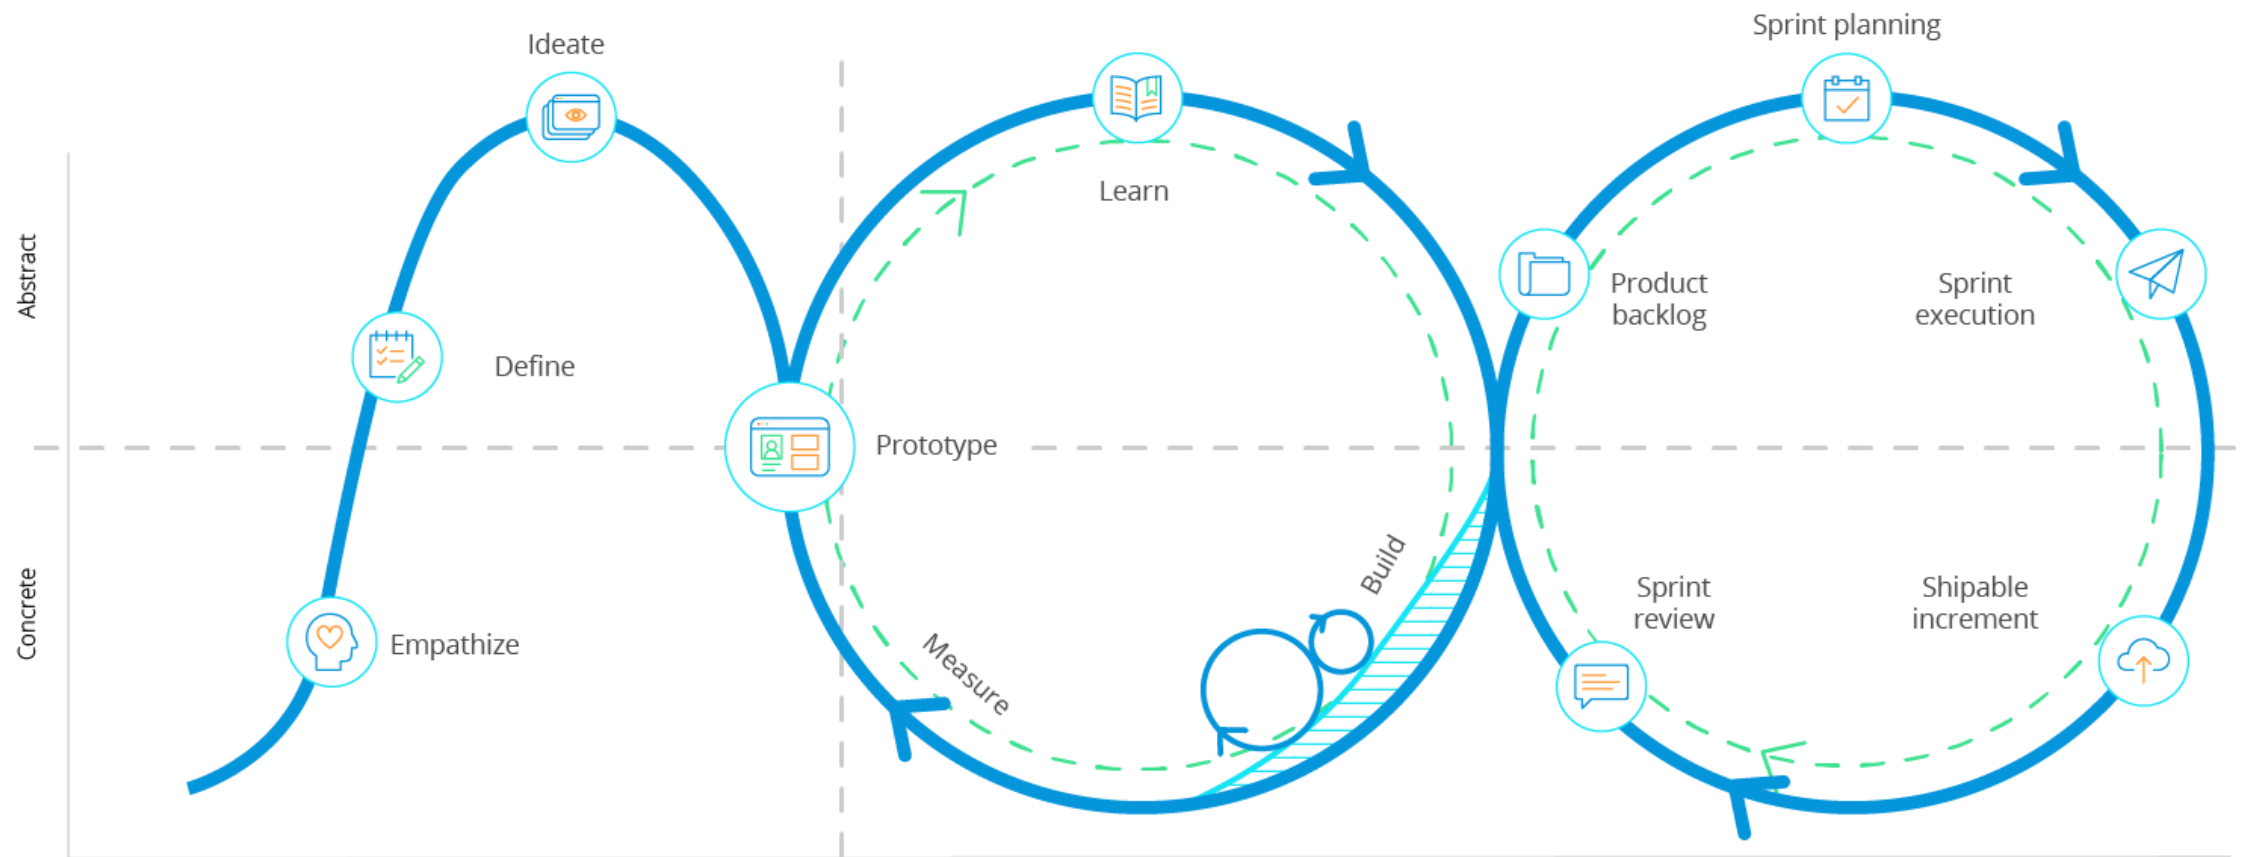 Ideate
Sprint planning
Learn
Abstract
Product
backlog
Sprint
execution
Define
Prototype
Build
Concrete
Empathize
Measure
Sprint
review
Shipable
increment